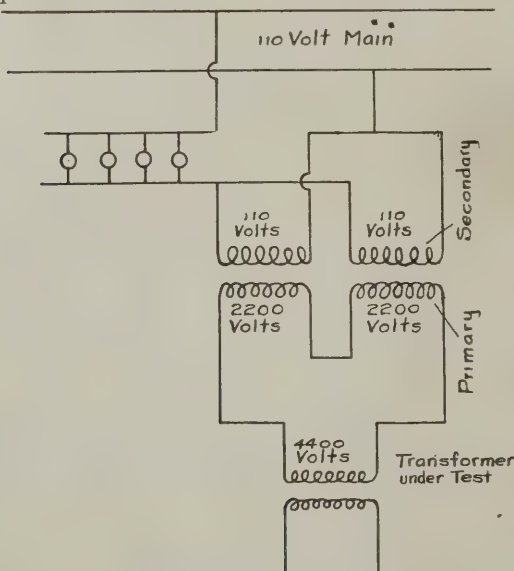 110 Volt Main
110
Volts
110
Volts
Secondary
2200
Volts
2200
Volts
Primary
4400
Volts
Transformer
under Test